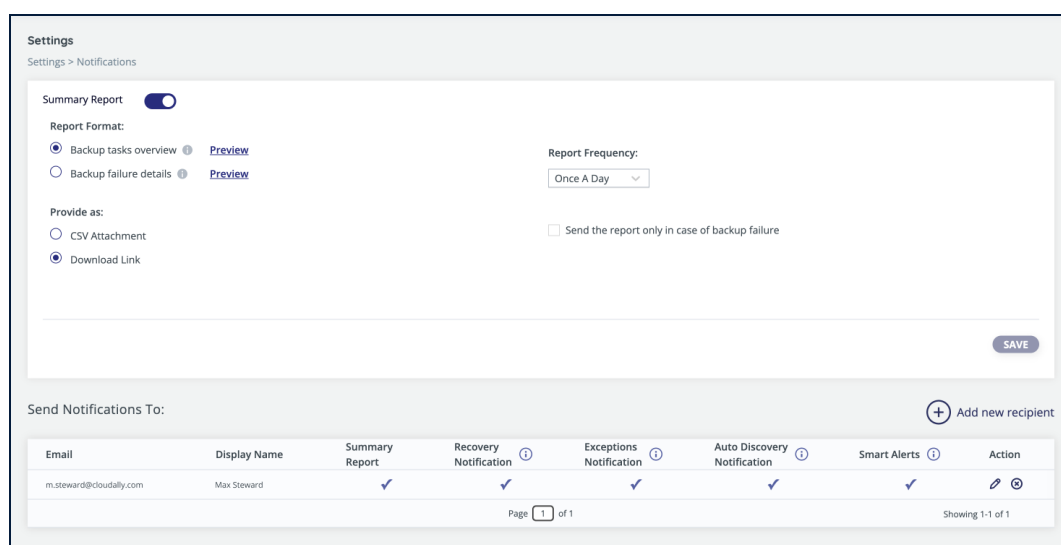 Settings
Settings > Notifications
Summary Report
Report Format:
Backup tasks overview Preview
Backup failure details Preview
Report Frequency:
Once A Day
Provide as:
CSV Attachment
Download Link
Send the report only in case of backup failure
SAVE
Send Notifications To:
Add new recipient
Email Display Name Summary Report Recovery Notification Exceptions Notification Auto Discovery Notification Smart Alerts Action
m.steward@cloudally.com Max Steward
Page 1 of 1
Showing 1-1 of 1